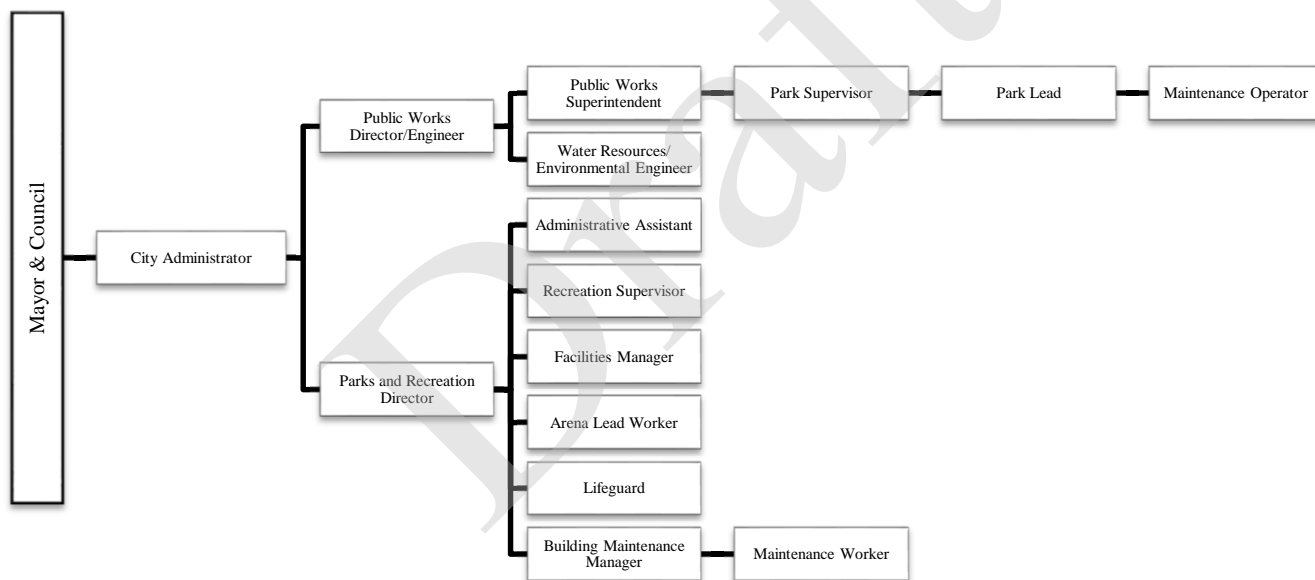 Mayor & Council
City Administrator
Public Works
Director/Engineer
Public Works
Superintendent
Park Supervisor
Park Lead
Maintenance Operator
Water Resources/
Environmental Engineer
Parks and Recreation
Director
Administrative Assistant
Recreation Supervisor
Facilities Manager
Arena Lead Worker
Lifeguard
Building Maintenance
Manager
Maintenance Worker
Draft